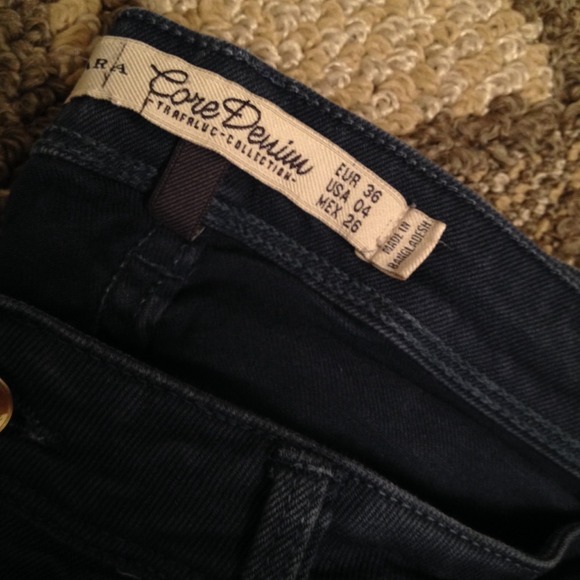 ARA
Core Denim
-TRAFALUC-COLLECTION-
EUR 36
USA 04
MEX 26
MADE IN
BANGLADESH